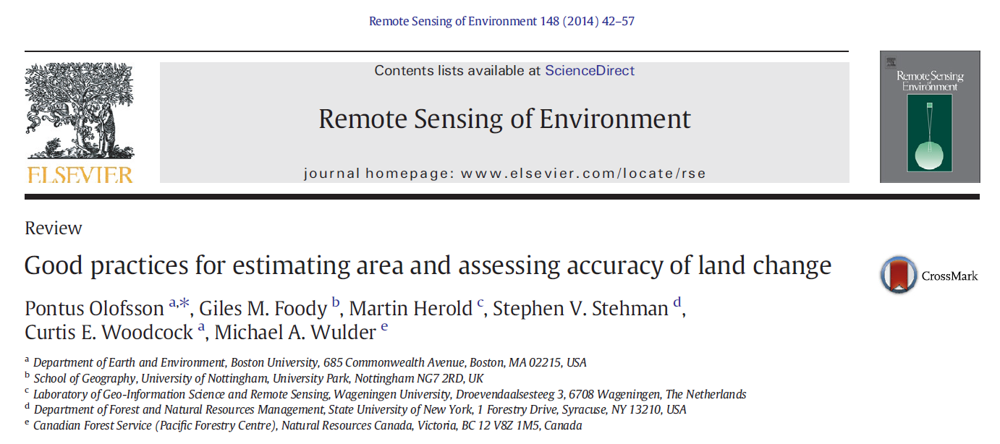 Remote Sensing of Environment 148 (2014) 42–57
Contents lists available at ScienceDirect
Remote Sensing of Environment
journal homepage: www.elsevier.com/locate/rse
NON SOLUS
ELSEVIER
Remote Sensing
of
Environment
Review
Good practices for estimating area and assessing accuracy of land change
CrossMark
Pontus Olofsson a,*, Giles M. Foody b, Martin Herold c, Stephen V. Stehman d,
Curtis E. Woodcock a, Michael A. Wulder e
a Department of Earth and Environment, Boston University, 685 Commonwealth Avenue, Boston, MA 02215, USA
b School of Geography, University of Nottingham, University Park, Nottingham NG7 2RD, UK
c Laboratory of Geo-Information Science and Remote Sensing, Wageningen University, Droevendaalsesteeg 3, 6708 Wageningen, The Netherlands
d Department of Forest and Natural Resources Management, State University of New York, 1 Forestry Drive, Syracuse, NY 13210, USA
e Canadian Forest Service (Pacific Forestry Centre), Natural Resources Canada, Victoria, BC 12 V8Z 1M5, Canada